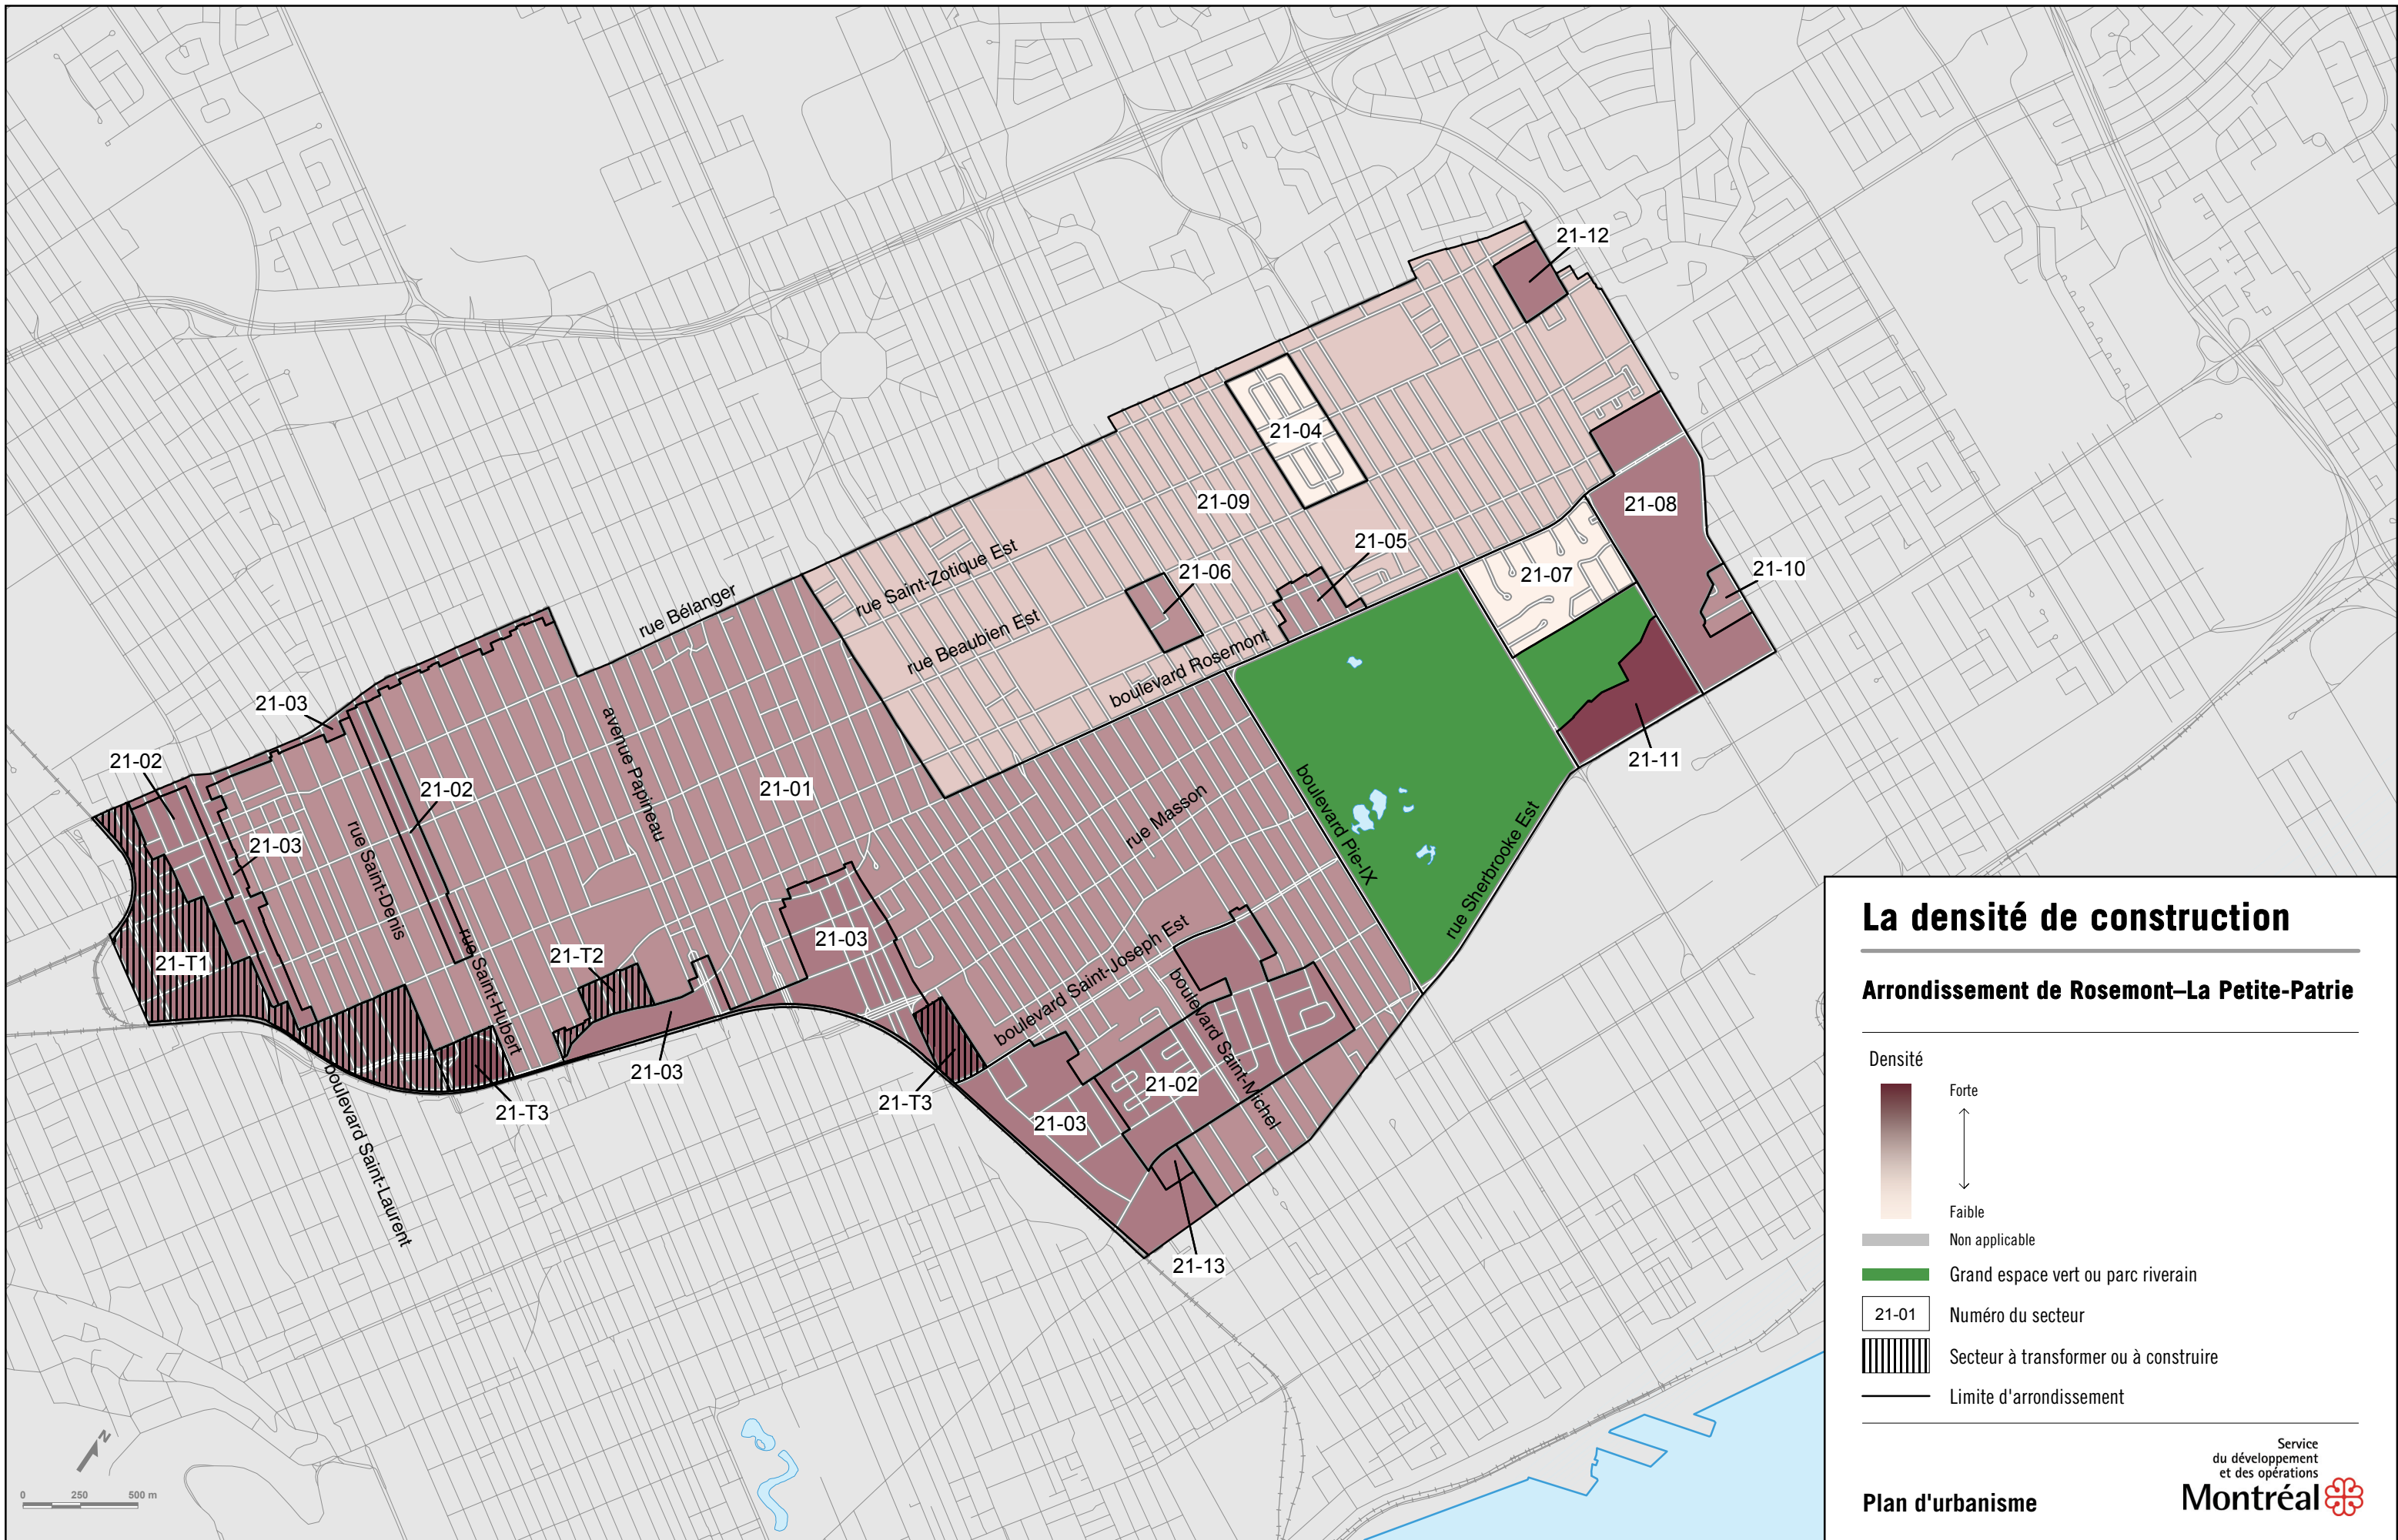 21-12
21-04
21-09
21-08
21-05
21-06
21-07
21-10
rue Saint-Zotique Est
rue Bélanger
rue Beaubien Est
boulevard Rosemont
21-03
21-02
21-02
avenue Papineau
21-01
21-11
rue Masson
boulevard Pie-IX
rue Sherbrooke Est
21-03
rue Saint-Denis
21-T1
21-T2
21-03
rue Saint-Hubert
boulevard Saint-Joseph Est
boulevard Saint-Michel
21-03
21-T3
21-T3
21-02
21-03
boulevard Saint-Laurent
21-13
N
0 250 500 m
La densité de construction
Arrondissement de Rosemont–La Petite-Patrie
Densité
Forte
Faible
Non applicable
Grand espace vert ou parc riverain
21-01 Numéro du secteur
Secteur à transformer ou à construire
Limite d'arrondissement
Plan d'urbanisme
Service
du développement
et des opérations
Montréal